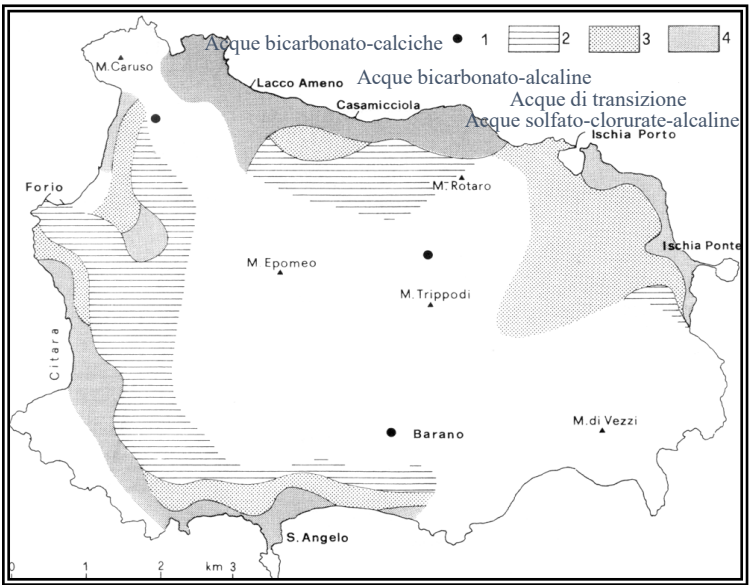 Acque bicarbonato-calciche
1 2 3 4
M.Caruso
Lacco Ameno
Acque bicarbonato-alcaline
Casamicciola
Acque di transizione
Acque solfato-clorurate-alcaline
Ischia Porto
Forio
M. Rotaro
Ischia Ponte
M Epomeo
M. Trippodi
Citara
M.di Vezzi
Barano
S. Angelo
0 1 2 km 3